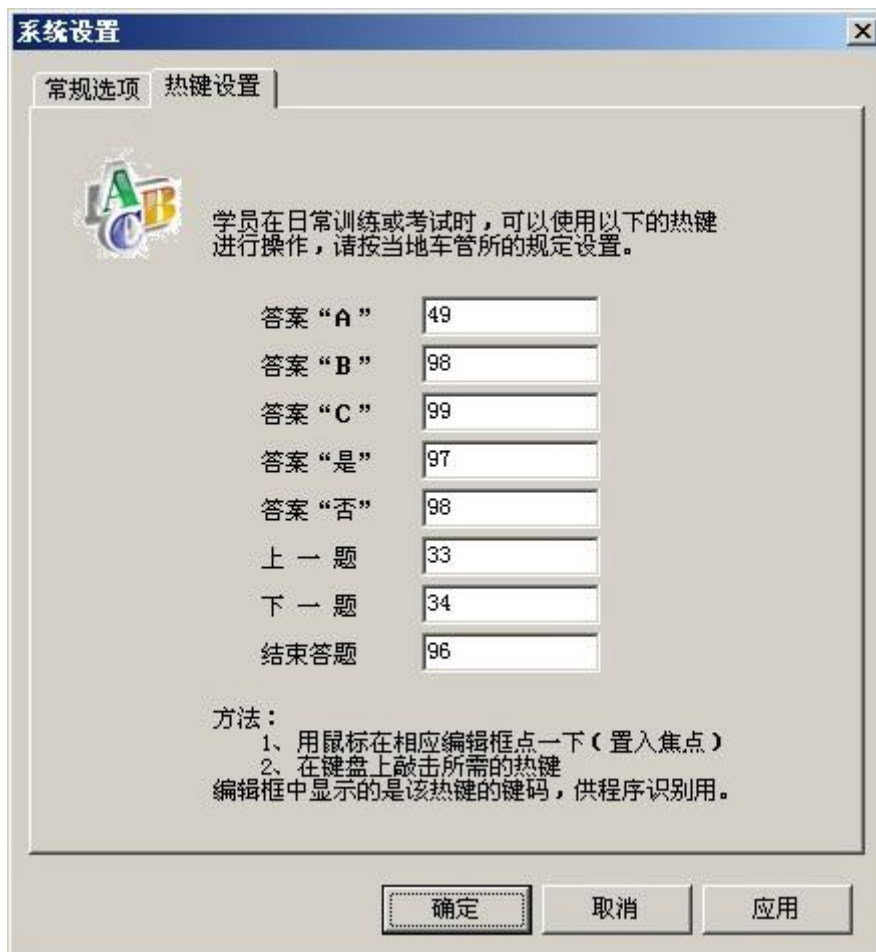 系统设置
常规选项 热键设置
学员在日常训练或考试时，可以使用以下的热键
进行操作，请按当地车管所的规定设置。
答案“A” 49
答案“B” 98
答案“C” 99
答案“是” 97
答案“否” 98
上一题 33
下一题 34
结束答题 96
方法：
1、用鼠标在相应编辑框点一下（置入焦点）
2、在键盘上敲击所需的热键
编辑框中显示的是该热键的键码，供程序识别用。
确定 取消 应用